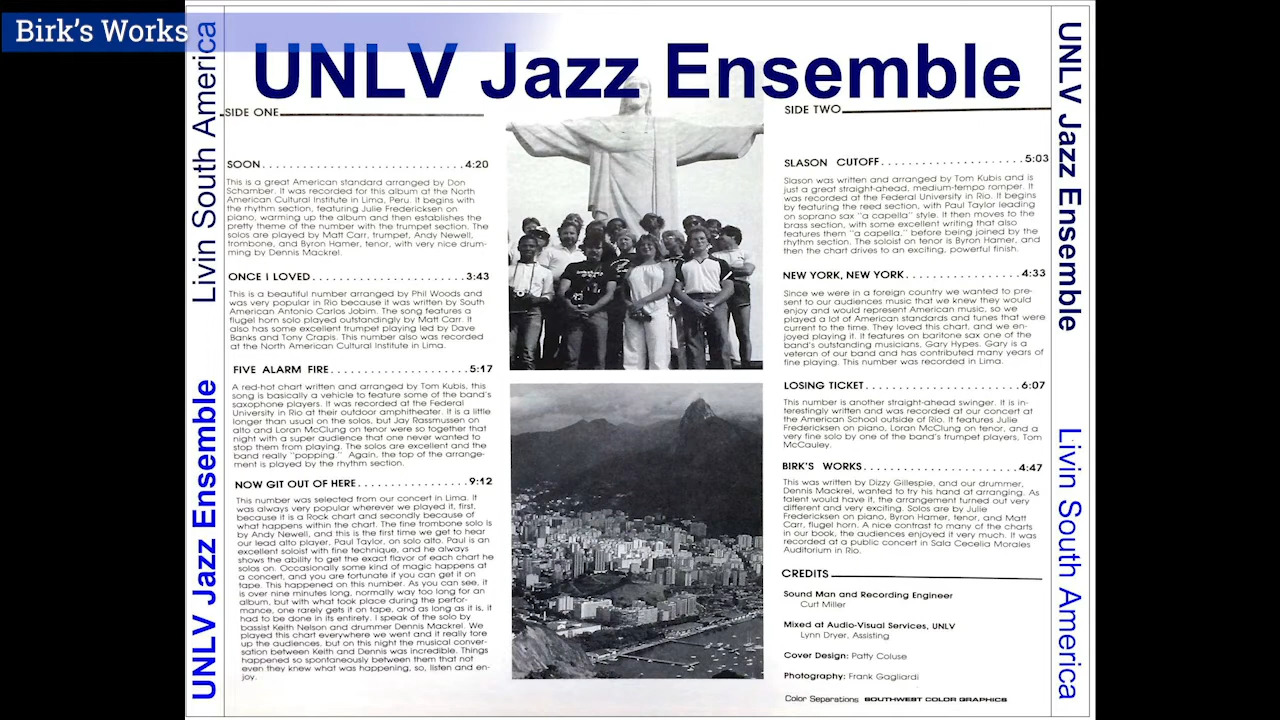 Birk's Works
UNLV Jazz Ensemble
Livin South America
UNLV Jazz Ensemble
SIDE ONE
SOON 4:20
This is a great American standard arranged by Don
Schamber. It was recorded for this album at the North
American Cultural Institute in Lima, Peru. It begins with
the rhythm section, featuring Julie Fredericksen on
piano, warming up the album and then establishes the
pretty theme of the number with the trumpet section. The
solos are played by Matt Carr, trumpet, Andy Newell,
trombone, and Byron Hamer, tenor, with very nice drum-
ming by Dennis Mackrel.
ONCE I LOVED 3:43
This is a beautiful number arranged by Phil Woods and
was very popular in Rio because it was written by South
American Antonio Carlos Jobim. The song features a
flugel horn solo played outstandingly by Matt Carr. It
also has some excellent trumpet playing led by Dave
Banks and Tony Crapis. This number also was recorded
at the North American Cultural Institute in Lima.
FIVE ALARM FIRE 5:17
A red-hot chart written and arranged by Tom Kubis, this
song is basically a vehicle to feature some of the band's
saxophone players. It was recorded at the Federal
University in Rio at their outdoor amphitheater. It is a little
longer than usual on the solos, but Jay Rassmussen on
alto and Loran McClung on tenor were so together that
night with a super audience that one never wanted to
stop them from playing. The solos are excellent and the
band really "popping." Again, the top of the arrange-
ment is played by the rhythm section.
NOW GIT OUT OF HERE 9:12
This number was selected from our concert in Lima. It
was always very popular wherever we played it, first,
because it is a Rock chart and secondly because of
what happens within the chart. The fine trombone solo is
by Andy Newell, and this is the first time we get to hear
our lead alto player, Paul Taylor, on solo alto. Paul is an
excellent soloist with fine technique, and he always
shows the ability to get the exact flavor of each chart he
solos on. Occasionally some kind of magic happens at
a concert, and you are fortunate if you can get it on
tape. This happened on this number. As you can see, it
is over nine minutes long, normally way too long for an
album, but with what took place during the perfor-
mance, one rarely gets it on tape, and as long as it is, it
had to be done in its entirety. I speak of the solo by
bassist Keith Nelson and drummer Dennis Mackrel. We
played this chart everywhere we went and it really tore
up the audiences, but on this night the musical conver-
sation between Keith and Dennis was incredible. Things
happened so spontaneously between them that not
even they knew what was happening, so, listen and en-
joy.
SIDE TWO
SLASON CUTOFF 5:03
Slason was written and arranged by Tom Kubis and is
just a great straight-ahead, medium-tempo romper. It
was recorded at the Federal University in Rio. It begins
by featuring the reed section, with Paul Taylor leading
on soprano sax "a capella" style. It then moves to the
brass section, with some excellent writing that also
features them "a capella," before being joined by the
rhythm section. The soloist on tenor is Byron Hamer, and
then the chart drives to an exciting, powerful finish.
NEW YORK, NEW YORK 4:33
Since we were in a foreign country we wanted to pre-
sent to our audiences music that we knew they would
enjoy and would represent American music, so we
played a lot of American standards and tunes that were
current to the time. They loved this chart, and we en-
joyed playing it. It features on baritone sax one of the
band's outstanding musicians, Gary Hypes. Gary is a
veteran of our band and has contributed many years of
fine playing. This number was recorded in Lima.
LOSING TICKET 6:07
This number is another straight-ahead swinger. It is in-
terestingly written and was recorded at our concert at
the American School outside of Rio. It features Julie
Fredericksen on piano, Loran McClung on tenor, and a
very fine solo by one of the band's trumpet players, Tom
McCauley.
BIRK'S WORKS 4:47
This was written by Dizzy Gillespie, and our drummer,
Dennis Mackrel, wanted to try his hand at arranging. As
talent would have it, the arrangement turned out very
different and very exciting. Solos are by Julie
Fredericksen on piano, Byron Hamer, tenor, and Matt
Carr, flugel horn. A nice contrast to many of the charts
in our book, the audiences enjoyed it very much. It was
recorded at a public concert in Sala Cecelia Morales
Auditorium in Rio.
CREDITS
Sound Man and Recording Engineer
Curt Miller
Mixed at Audio-Visual Services, UNLV
Lynn Dryer, Assisting
Cover Design: Patty Coluse
Photography: Frank Gagliardi
Color Separations SOUTHWEST COLOR GRAPHICS
UNLV Jazz Ensemble
Livin South America